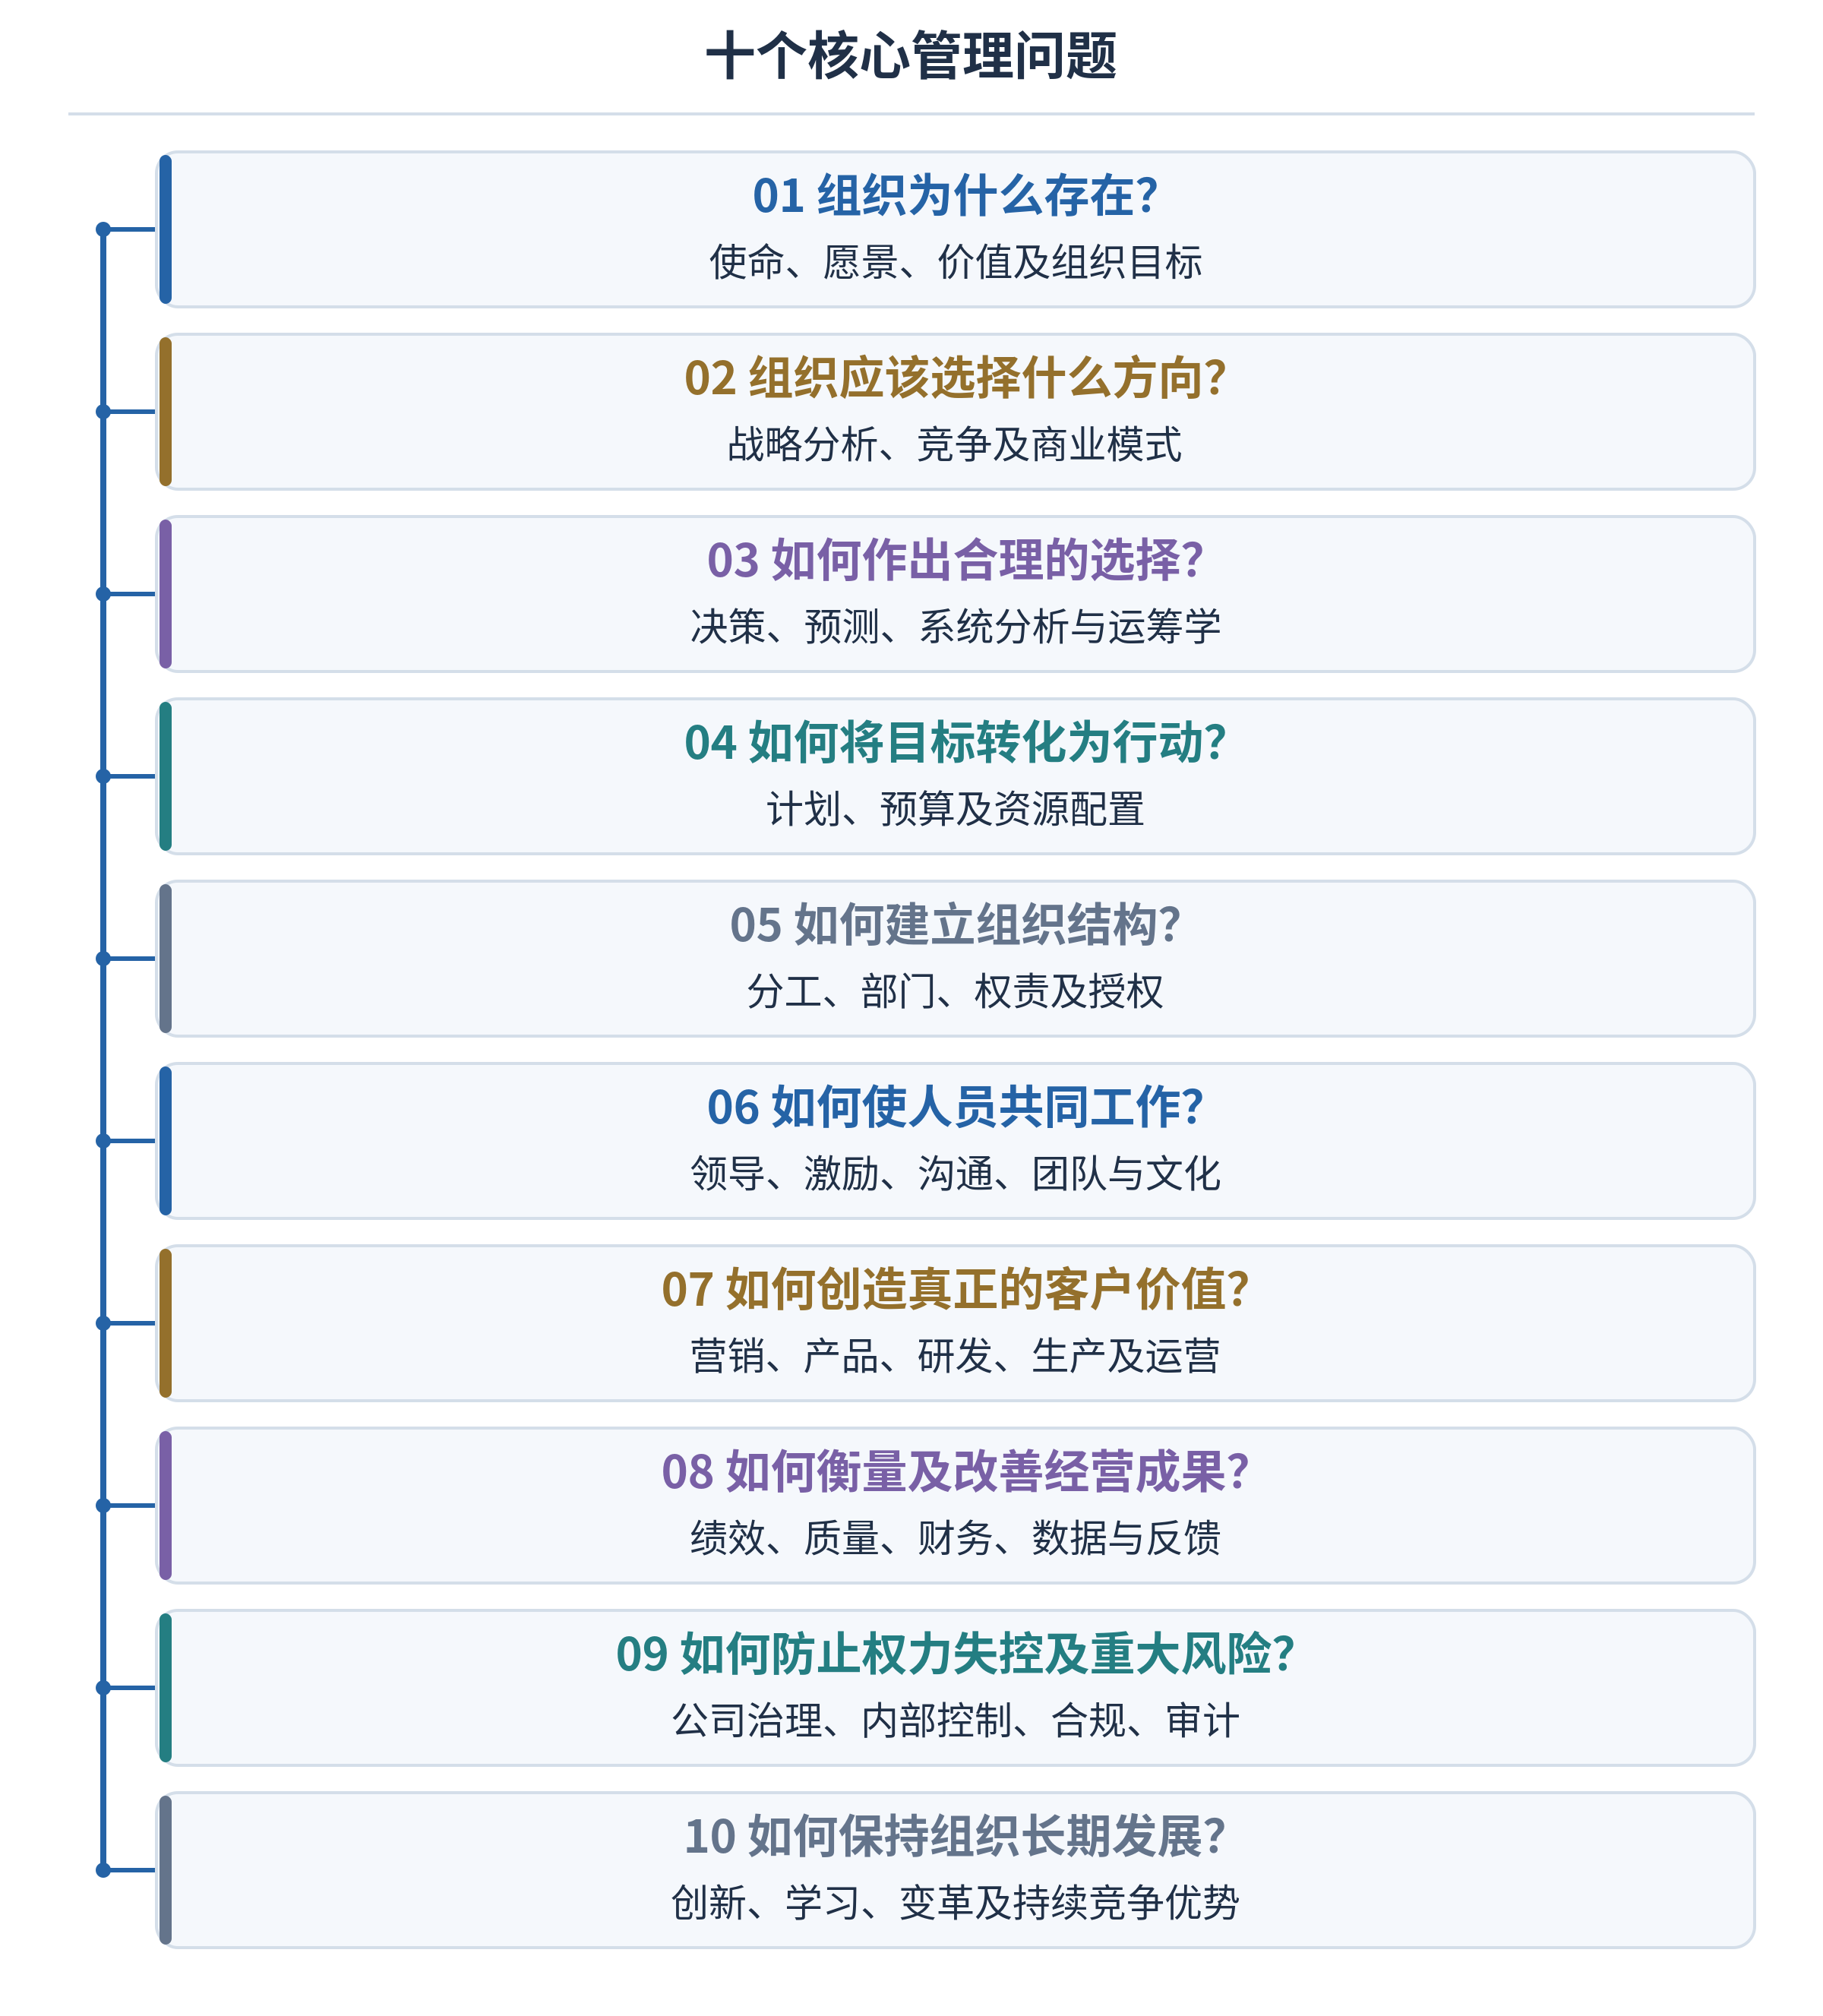 十个核心管理问题
01 组织为什么存在？
使命、愿景、价值及组织目标
02 组织应该选择什么方向？
战略分析、竞争及商业模式
03 如何作出合理的选择？
决策、预测、系统分析与运筹学
04 如何将目标转化为行动？
计划、预算及资源配置
05 如何建立组织结构？
分工、部门、权责及授权
06 如何使人员共同工作？
领导、激励、沟通、团队与文化
07 如何创造真正的客户价值？
营销、产品、研发、生产及运营
08 如何衡量及改善经营成果？
绩效、质量、财务、数据与反馈
09 如何防止权力失控及重大风险？
公司治理、内部控制、合规、审计
10 如何保持组织长期发展？
创新、学习、变革及持续竞争优势